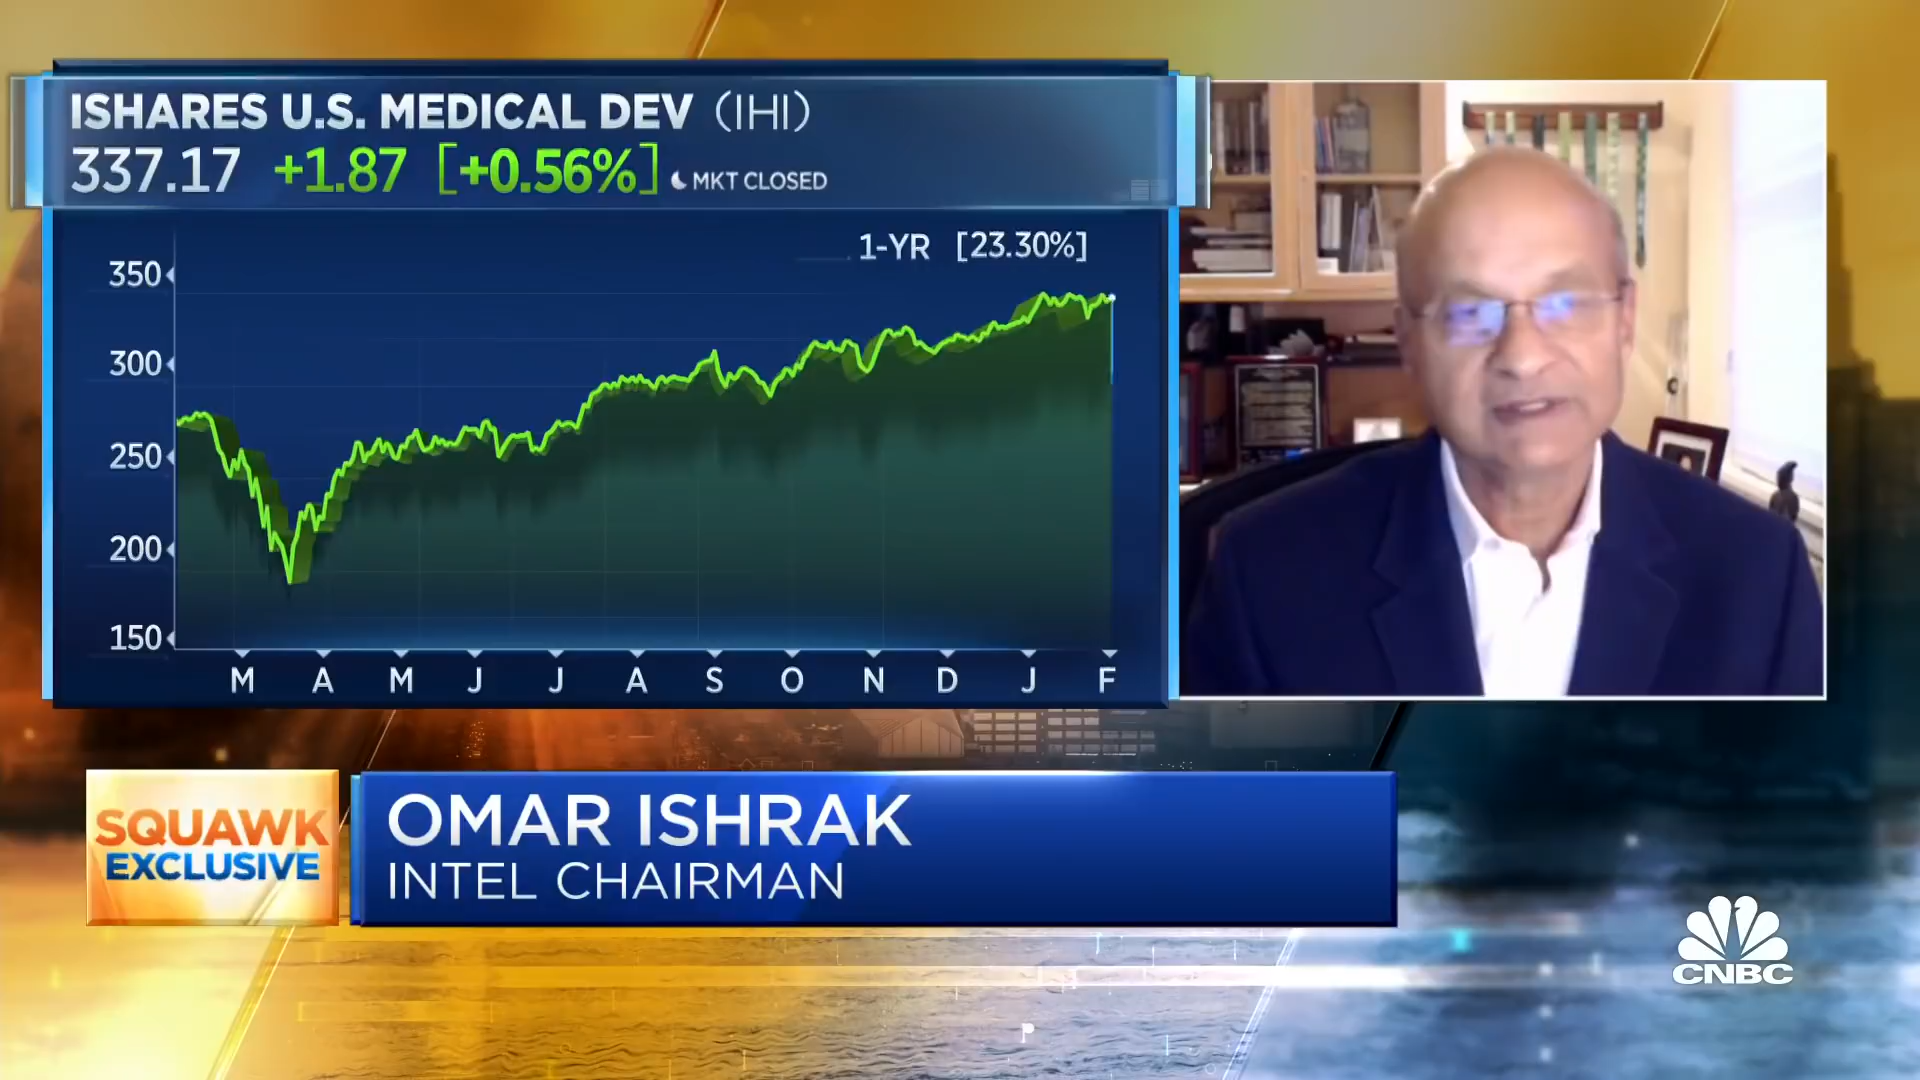 ISHARES U.S. MEDICAL DEV (IHI)
337.17 +1.87 [+0.56%] MKT CLOSED
1-YR [23.30%]
350
300
250
200
150
M A M J J A S O N D J F
SQUAWK
EXCLUSIVE
OMAR ISHRAK
INTEL CHAIRMAN
CNBC